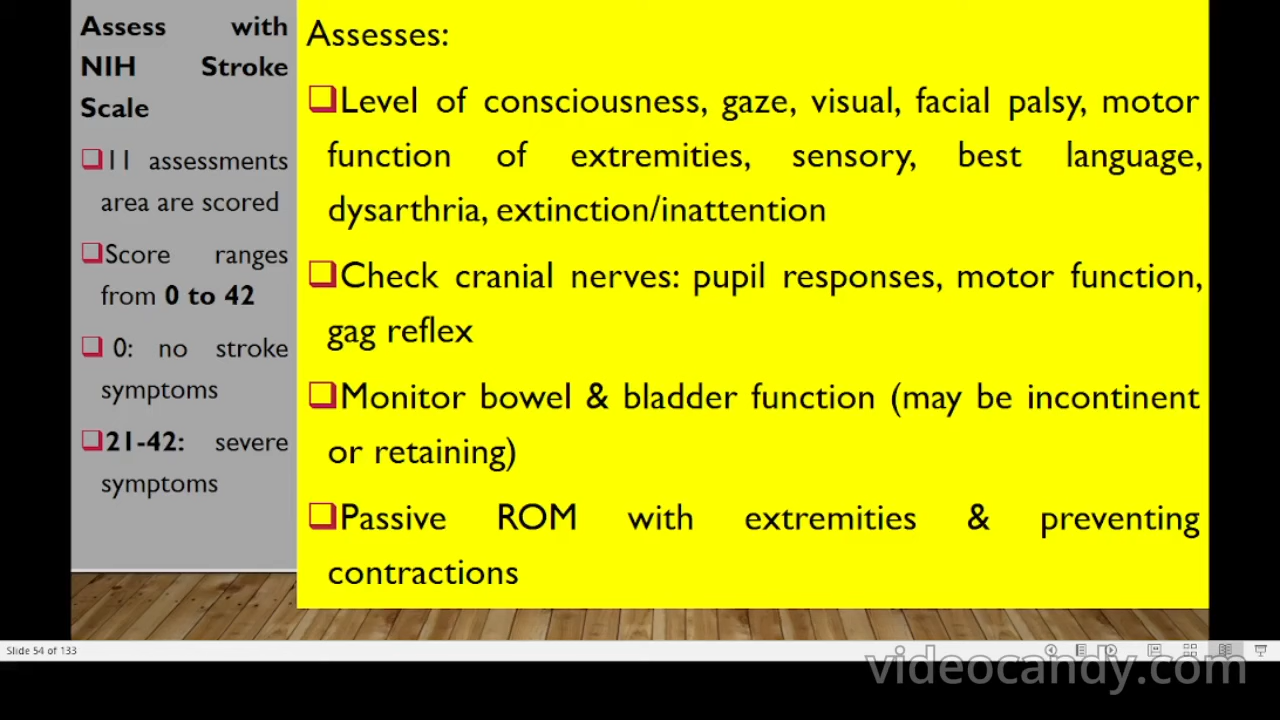 Assess with
NIH Stroke
Scale
❑11 assessments
area are scored
❑Score ranges
from 0 to 42
❑ 0: no stroke
symptoms
❑21-42: severe
symptoms
Assesses:
❑Level of consciousness, gaze, visual, facial palsy, motor
function of extremities, sensory, best language,
dysarthria, extinction/inattention
❑Check cranial nerves: pupil responses, motor function,
gag reflex
❑Monitor bowel & bladder function (may be incontinent
or retaining)
❑Passive ROM with extremities & preventing
contractions
Slide 54 of 133
videocandy.com